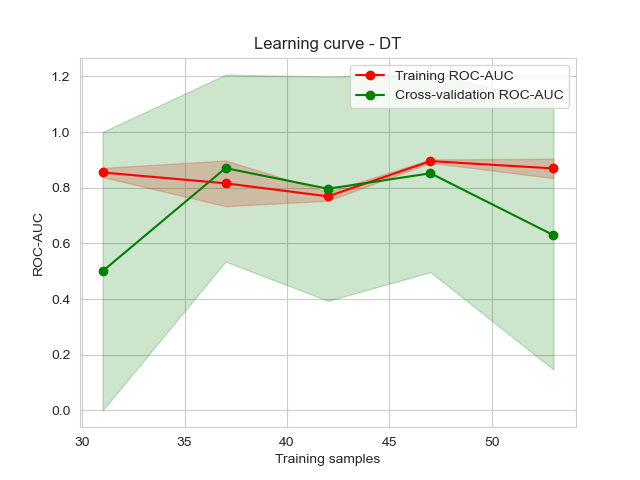 Learning curve - DT
Training ROC-AUC
Cross-validation ROC-AUC
ROC-AUC
1.2
1.0
0.8
0.6
0.4
0.2
0.0
30 35 40 45 50
Training samples